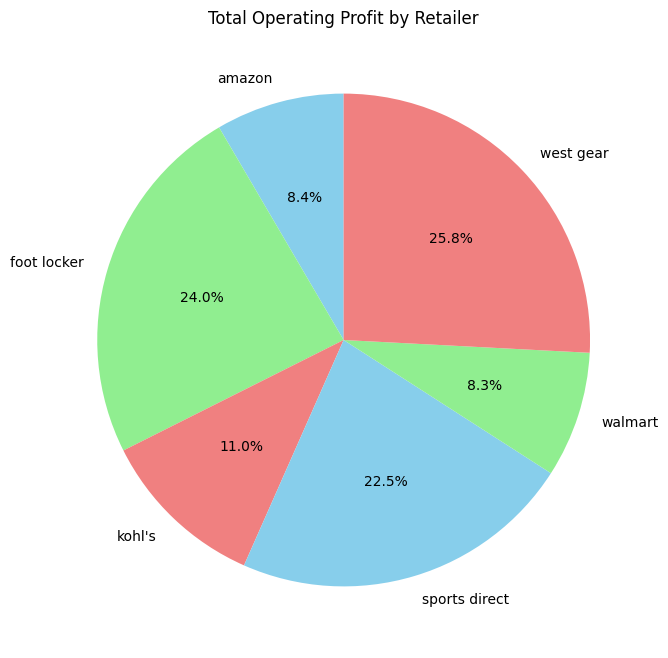 Total Operating Profit by Retailer
amazon
west gear
8.4%
25.8%
foot locker
24.0%
8.3%
walmart
11.0%
22.5%
kohl's
sports direct